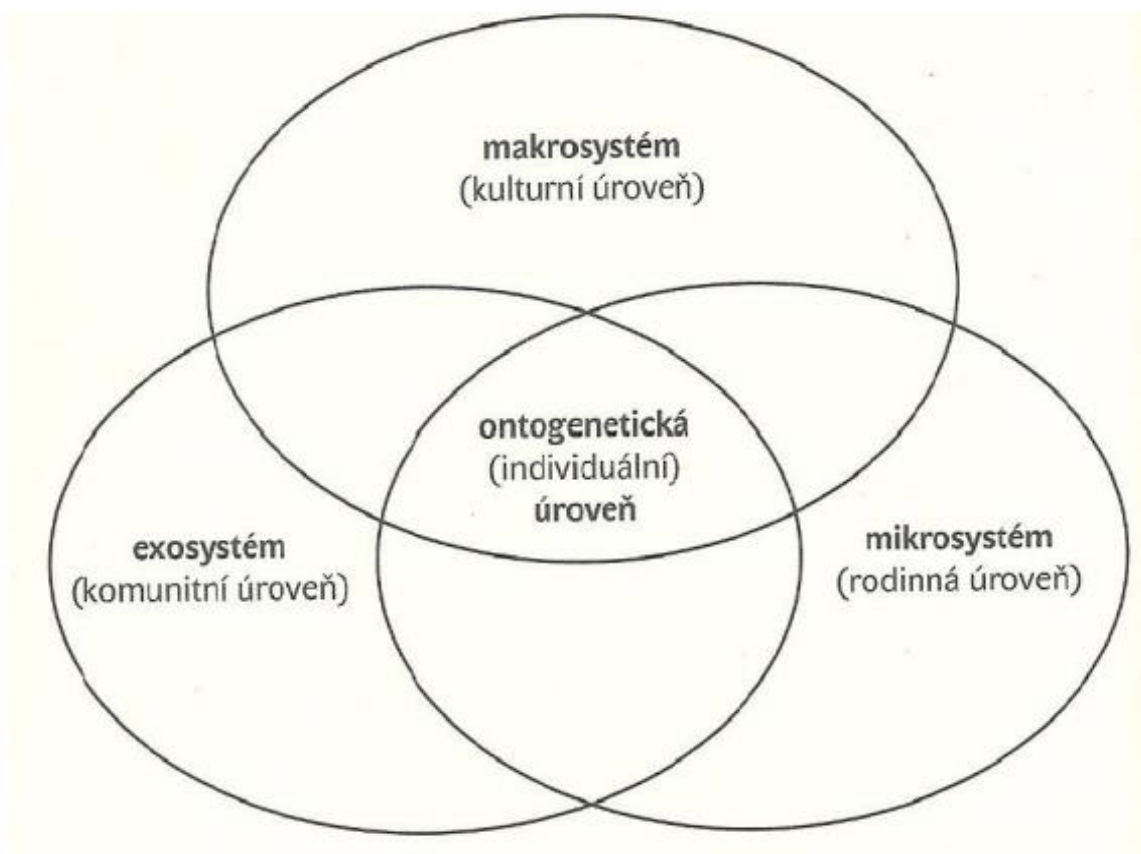 makrosystém
(kulturní úroveň)
ontogenetická
(individuální)
úroveň
exosystém
(komunitní úroveň)
mikrosystém
(rodinná úroveň)